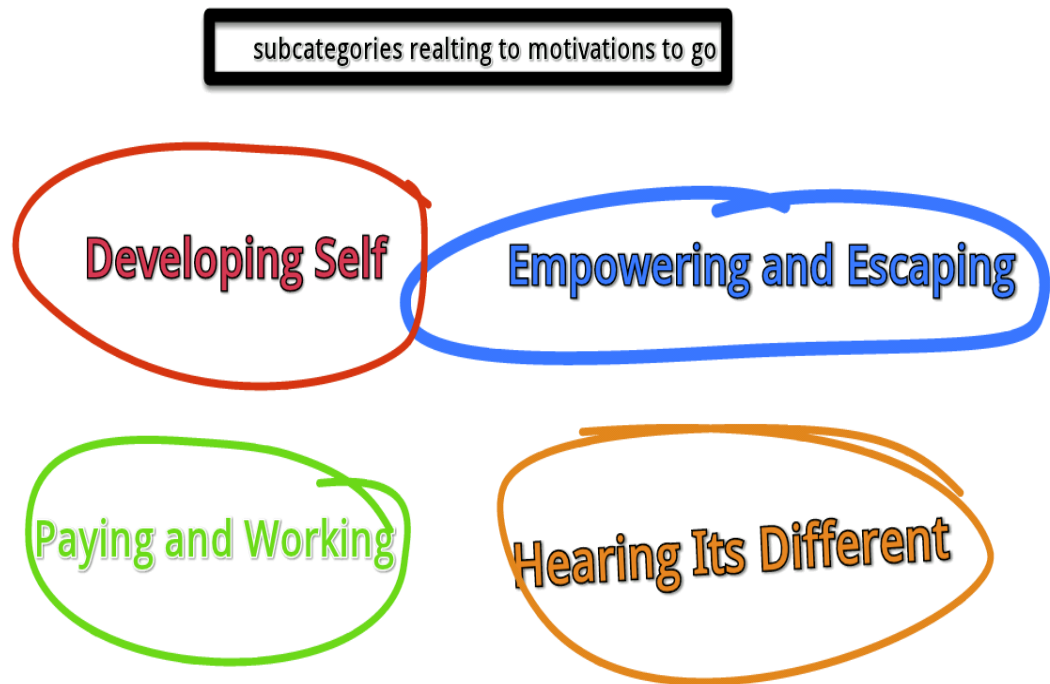 subcategories realting to motivations to go
Developing Self
Empowering and Escaping
Paying and Working
Hearing Its Different